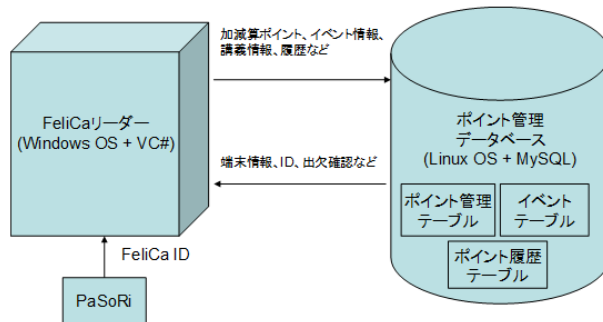 加減算ポイント、イベント情報、
講義情報、履歴など
FeliCaリーダー
(Windows OS + VC#)
ポイント管理
データベース
(Linux OS + MySQL)
端末情報、ID、出欠確認など
ポイント管理
テーブル
イベント
テーブル
ポイント履歴
テーブル
FeliCa ID
PaSoRi